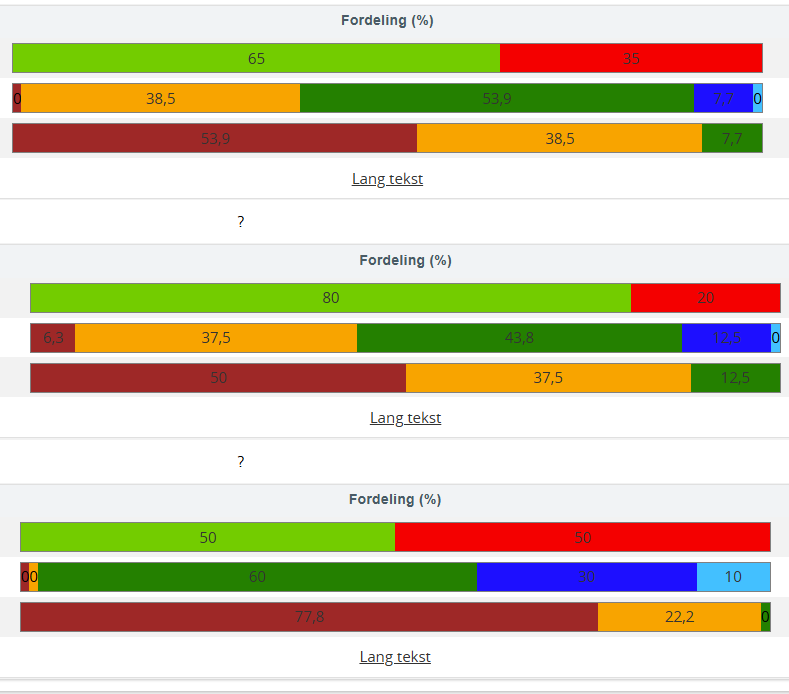 Fordeling (%)
65 35
0 38,5 53,9 7,7 0
53,9 38,5 7,7
Lang tekst
?
Fordeling (%)
80 20
6,3 37,5 43,8 12,5 0
50 37,5 12,5
Lang tekst
?
Fordeling (%)
50 50
0 0 60 30 10
77,8 22,2 0
Lang tekst